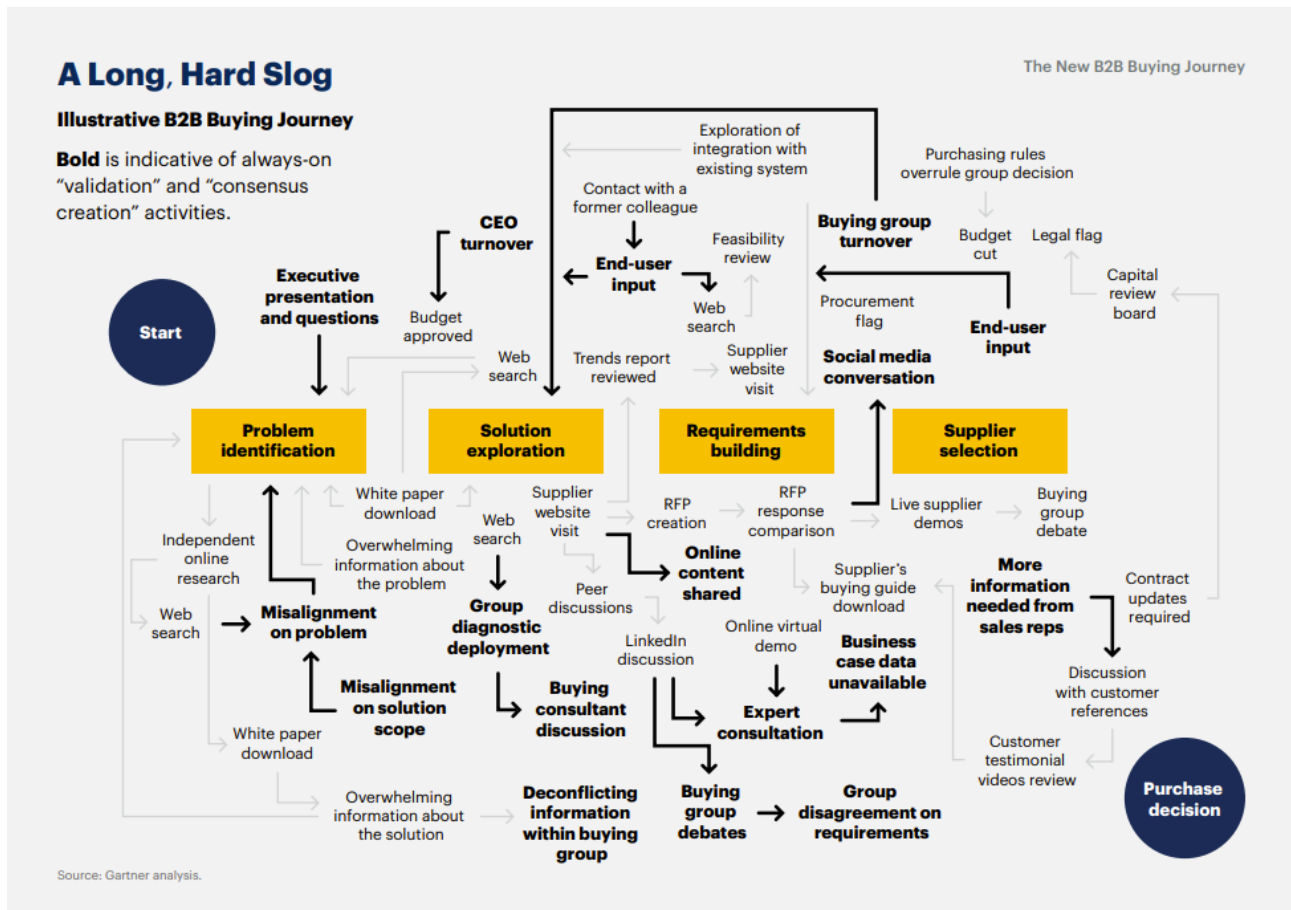 A Long, Hard Slog
The New B2B Buying Journey
Illustrative B2B Buying Journey
Bold is indicative of always-on
“validation” and “consensus
creation” activities.
Exploration of
integration with
existing system
Purchasing rules
overrule group decision
Contact with a
former colleague
CEO
turnover
Buying group
turnover
Feasibility
review
Budget
cut
Legal flag
End-user
input
Executive
presentation
and questions
Capital
review
board
Start
Budget
approved
Web
search
Procurement
flag
End-user
input
Web
search
Trends report
reviewed
Supplier
website
visit
Social media
conversation
Problem
identification
Solution
exploration
Requirements
building
Supplier
selection
White paper
download
Supplier
website
visit
RFP
creation
RFP
response
comparison
Live supplier
demos
Buying
group
debate
Web
search
Independent
online
research
Overwhelming
information about
the problem
Online
content
shared
Supplier’s
buying guide
download
More
information
needed from
sales reps
Contract
updates
required
Peer
discussions
Web
search
Misalignment
on problem
Group
diagnostic
deployment
LinkedIn
discussion
Online virtual
demo
Business
case data
unavailable
Discussion
with customer
references
Misalignment
on solution
scope
Buying
consultant
discussion
Expert
consultation
White paper
download
Customer
testimonial
videos review
Purchase
decision
Overwhelming
information about
the solution
Deconflicting
information
within buying
group
Buying
group
debates
Group
disagreement on
requirements
Source: Gartner analysis.